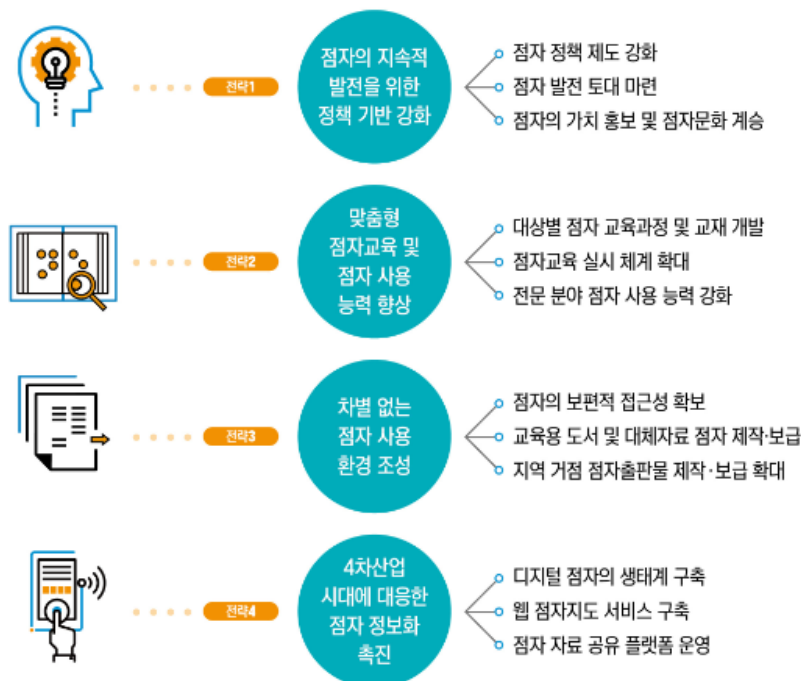 전략1
점자의 지속적
발전을 위한
정책 기반 강화
점자 정책 제도 강화
점자 발전 토대 마련
점자의 가치 홍보 및 점자문화 계승
전략2
맞춤형
점자교육 및
점자 사용
능력 향상
대상별 점자 교육과정 및 교재 개발
점자교육 실시 체계 확대
전문 분야 점자 사용 능력 강화
전략3
차별 없는
점자 사용
환경 조성
점자의 보편적 접근성 확보
교육용 도서 및 대체자료 점자 제작·보급
지역 거점 점자출판물 제작·보급 확대
전략4
4차산업
시대에 대응한
점자 정보화
촉진
디지털 점자의 생태계 구축
웹 점자지도 서비스 구축
점자 자료 공유 플랫폼 운영